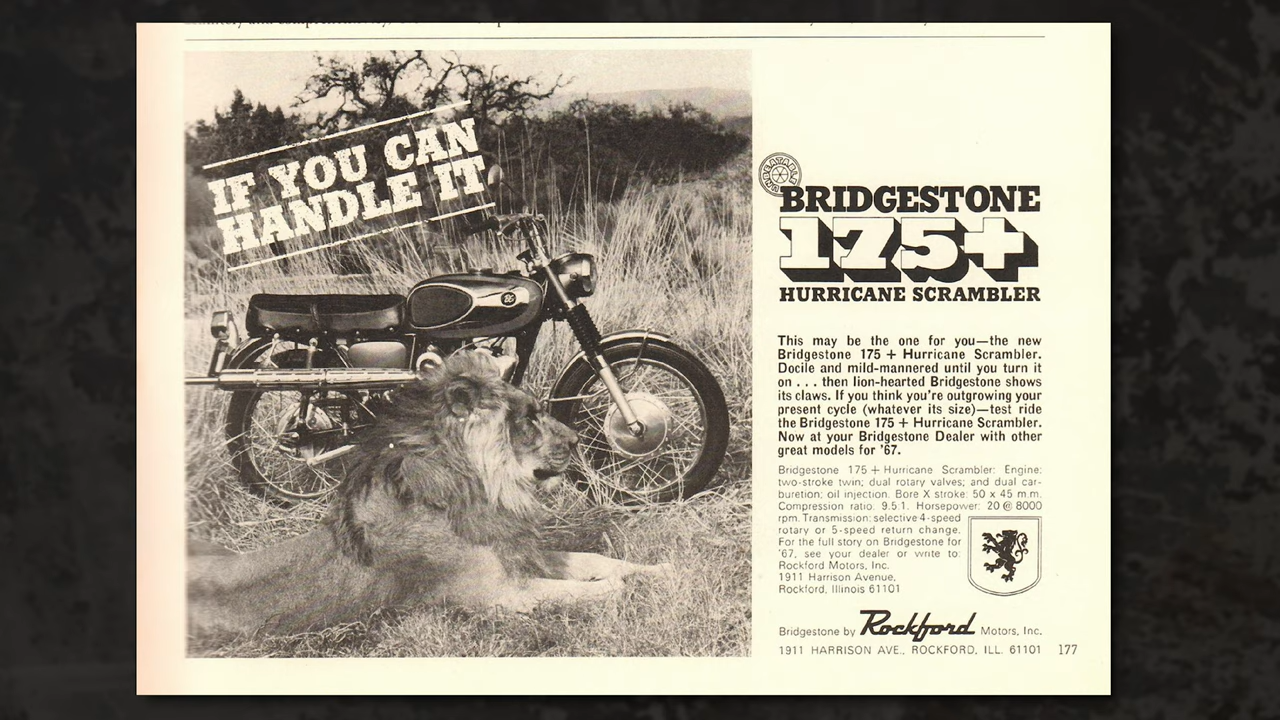 IF YOU CAN
HANDLE IT
UNBEATABLE
BRIDGESTONE
175+
HURRICANE SCRAMBLER
This may be the one for you—the new
Bridgestone 175 + Hurricane Scrambler.
Docile and mild-mannered until you turn it
on . . . then lion-hearted Bridgestone shows
its claws. If you think you're outgrowing your
present cycle (whatever its size)—test ride
the Bridgestone 175 + Hurricane Scrambler.
Now at your Bridgestone Dealer with other
great models for '67.
Bridgestone 175 + Hurricane Scrambler: Engine:
two-stroke twin; dual rotary valves; and dual car-
buretion; oil injection. Bore X stroke: 50 x 45 m.m.
Compression ratio: 9.5:1. Horsepower: 20 @ 8000
rpm. Transmission: selective 4-speed
rotary or 5-speed return change.
For the full story on Bridgestone for
'67, see your dealer or write to:
Rockford Motors, Inc.
1911 Harrison Avenue,
Rockford, Illinois 61101
Bridgestone by Rockford Motors, Inc.
1911 HARRISON AVE., ROCKFORD, ILL. 61101 177